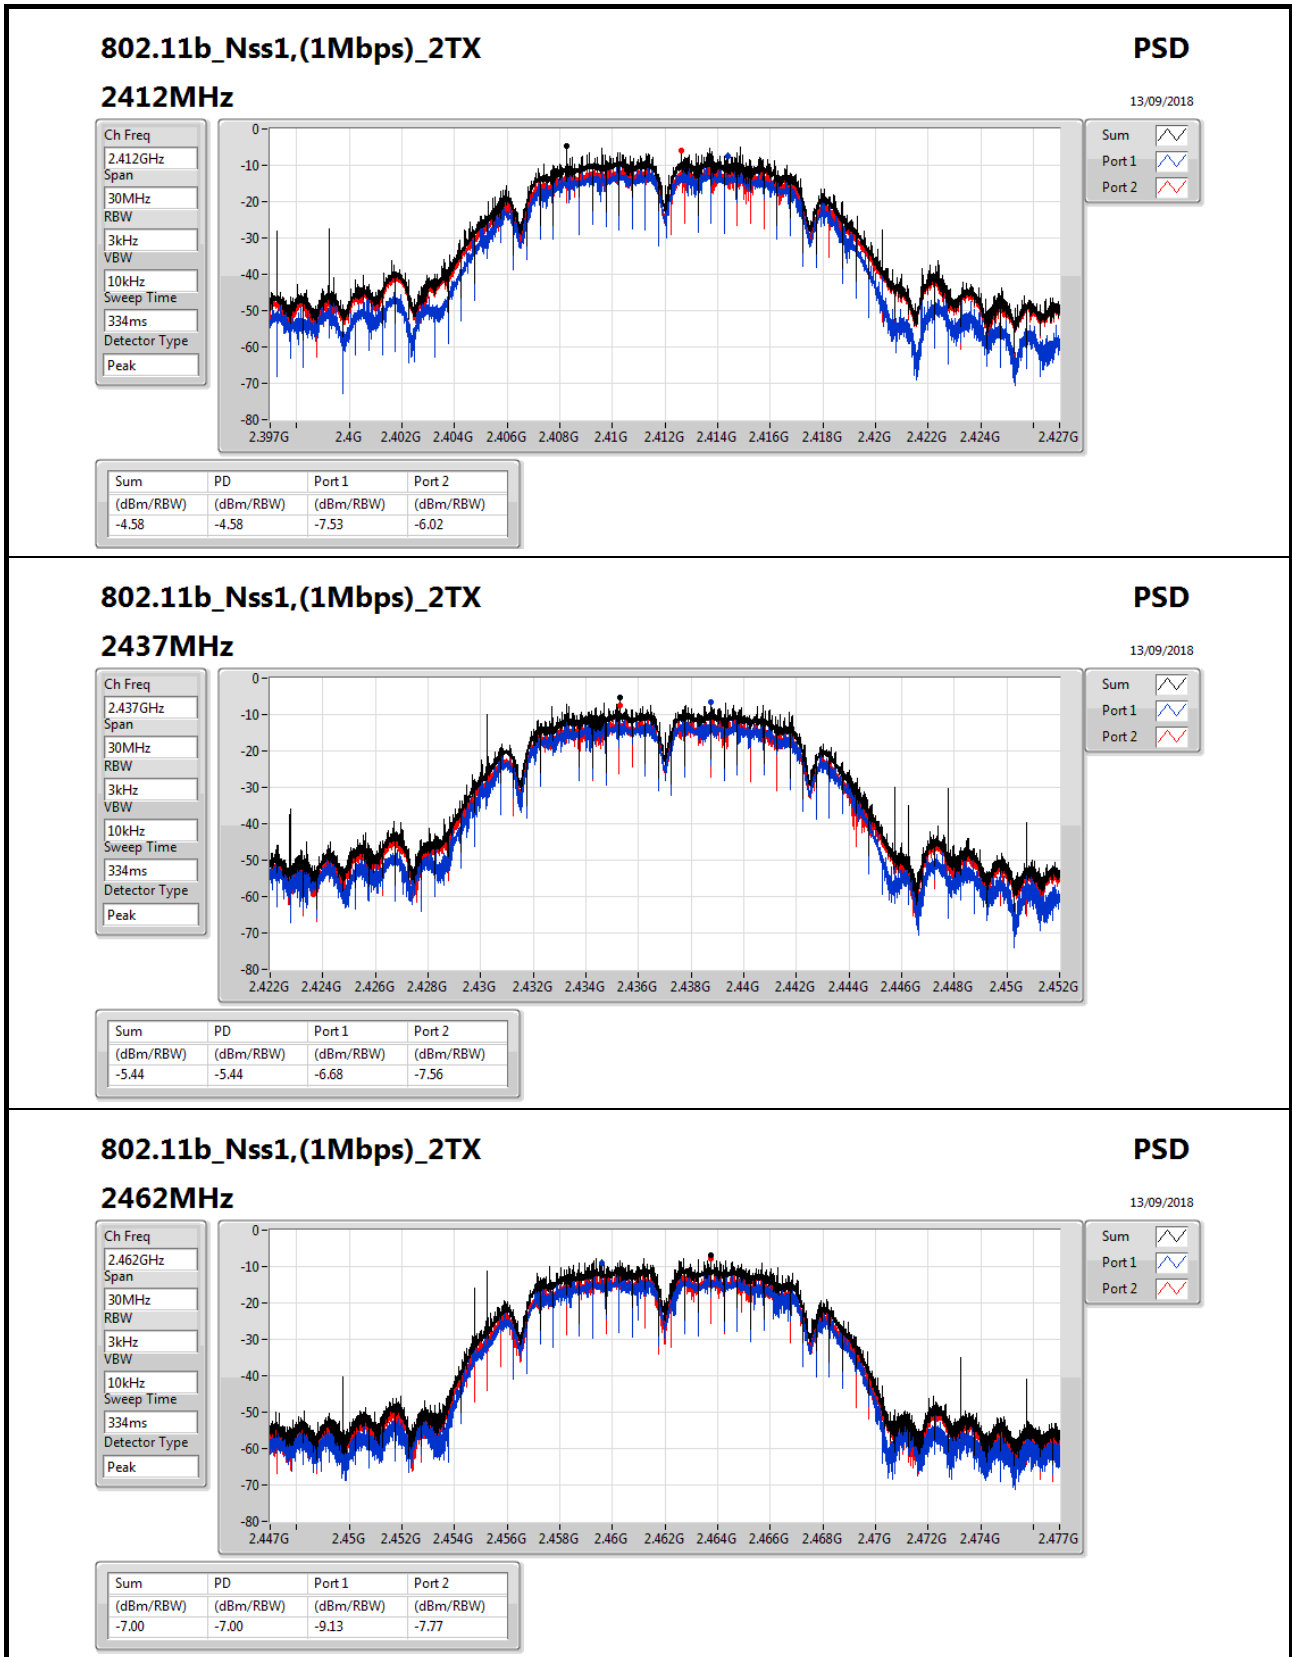 802.11b_Nss1,(1Mbps)_2TX PSD
2412MHz 13/09/2018
Ch Freq
2.412GHz
Span
30MHz
RBW
3kHz
VBW
10kHz
Sweep Time
334ms
Detector Type
Peak
0
-10
-20
-30
-40
-50
-60
-70
-80
2.397G 2.4G 2.402G 2.404G 2.406G 2.408G 2.41G 2.412G 2.414G 2.416G 2.418G 2.42G 2.422G 2.424G 2.427G
Sum
Port 1
Port 2
Sum PD Port 1 Port 2
(dBm/RBW) (dBm/RBW) (dBm/RBW) (dBm/RBW)
-4.58 -4.58 -7.53 -6.02
802.11b_Nss1,(1Mbps)_2TX PSD
2437MHz 13/09/2018
Ch Freq
2.437GHz
Span
30MHz
RBW
3kHz
VBW
10kHz
Sweep Time
334ms
Detector Type
Peak
0
-10
-20
-30
-40
-50
-60
-70
-80
2.422G 2.424G 2.426G 2.428G 2.43G 2.432G 2.434G 2.436G 2.438G 2.44G 2.442G 2.444G 2.446G 2.448G 2.45G 2.452G
Sum
Port 1
Port 2
Sum PD Port 1 Port 2
(dBm/RBW) (dBm/RBW) (dBm/RBW) (dBm/RBW)
-5.44 -5.44 -6.68 -7.56
802.11b_Nss1,(1Mbps)_2TX PSD
2462MHz 13/09/2018
Ch Freq
2.462GHz
Span
30MHz
RBW
3kHz
VBW
10kHz
Sweep Time
334ms
Detector Type
Peak
0
-10
-20
-30
-40
-50
-60
-70
-80
2.447G 2.45G 2.452G 2.454G 2.456G 2.458G 2.46G 2.462G 2.464G 2.466G 2.468G 2.47G 2.472G 2.474G 2.477G
Sum
Port 1
Port 2
Sum PD Port 1 Port 2
(dBm/RBW) (dBm/RBW) (dBm/RBW) (dBm/RBW)
-7.00 -7.00 -9.13 -7.77